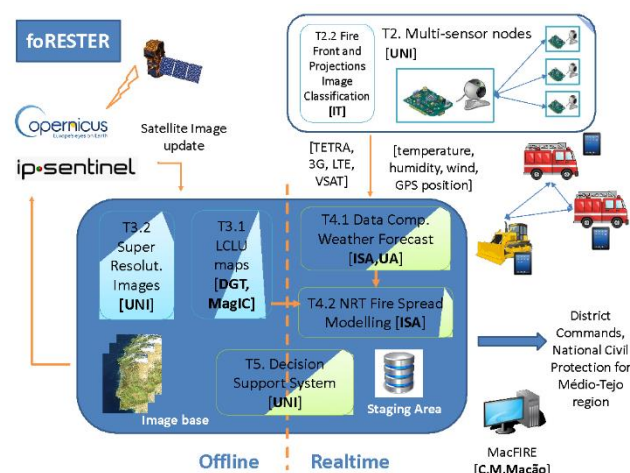 foRESTER
opernicus
Europe's eyes on Earth
ip·sentinel
Satellite Image
update
T2.2 Fire
Front and
Projections
Image
Classification
[IT]
T2. Multi-sensor nodes
[UNI]
[TETRA,
3G, LTE,
VSAT]
[temperature,
humidity, wind,
GPS position]
T3.2
Super
Resolut.
Images
[UNI]
T3.1
LCLU
maps
[DGT,
MagIC]
T4.1 Data Comp.
Weather Forecast
[ISA,UA]
T4.2 NRT Fire Spread
Modelling [ISA]
T5. Decision
Support System
[UNI]
Image base
Staging Area
District
Commands,
National Civil
Protection for
Médio-Tejo
region
MacFIRE
[C.M.Mação]
Offline
Realtime